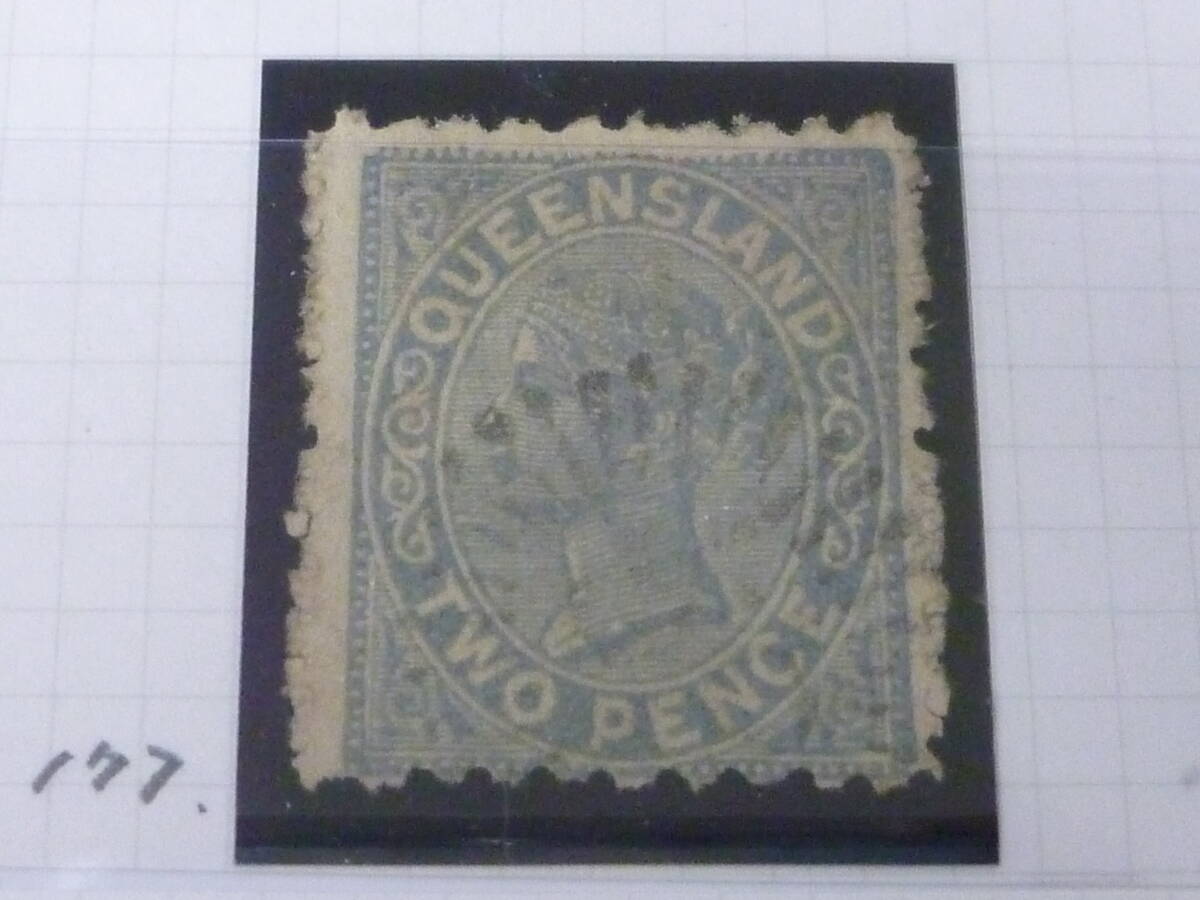 QUEENSLAND
TWO PENCE
177.